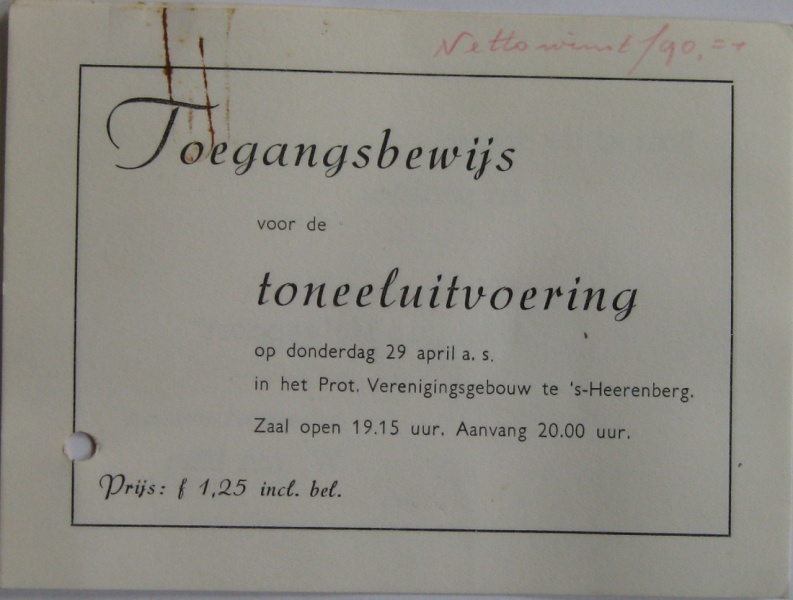 Nettowinst f 90,=
Toegangsbewijs
voor de
toneeluitvoering
op donderdag 29 april a. s.
in het Prot. Verenigingsgebouw te 's-Heerenberg.
Zaal open 19.15 uur. Aanvang 20.00 uur.
Prijs: f 1,25 incl. bel.